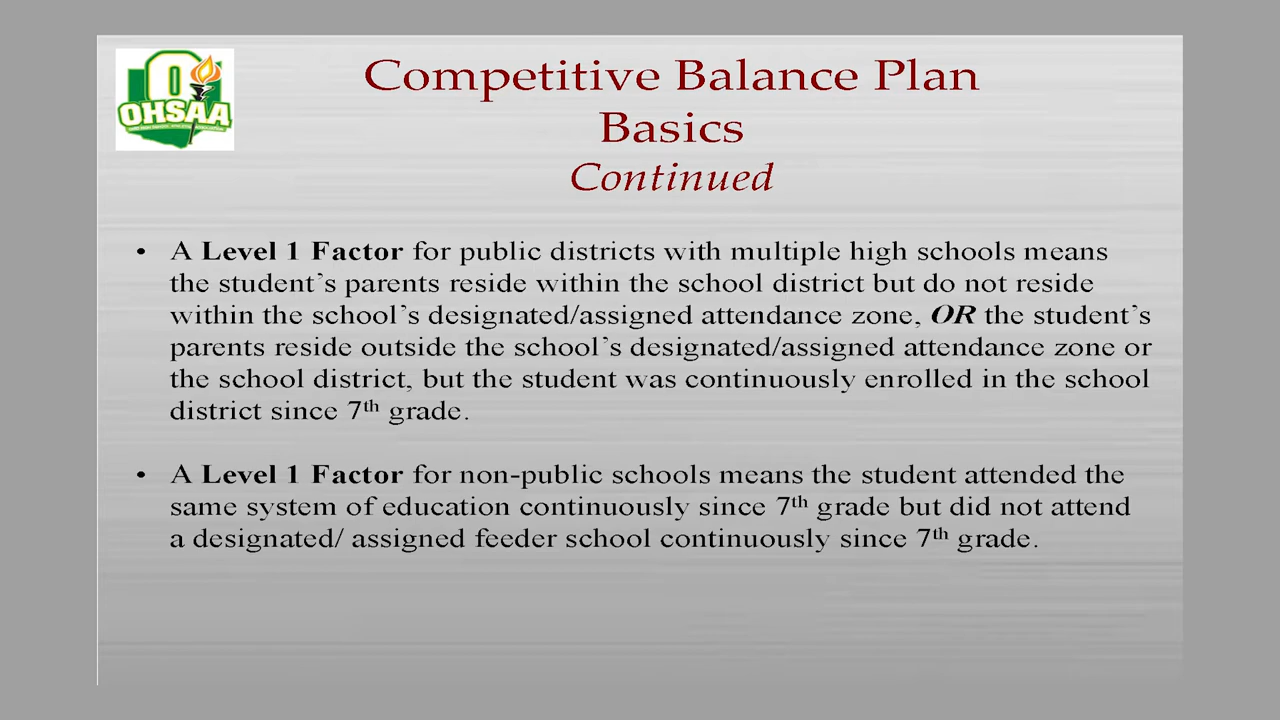 OHSAA
Competitive Balance Plan
Basics
Continued
• A Level 1 Factor for public districts with multiple high schools means
the student’s parents reside within the school district but do not reside
within the school’s designated/assigned attendance zone, OR the student’s
parents reside outside the school’s designated/assigned attendance zone or
the school district, but the student was continuously enrolled in the school
district since 7th grade.
• A Level 1 Factor for non-public schools means the student attended the
same system of education continuously since 7th grade but did not attend
a designated/ assigned feeder school continuously since 7th grade.